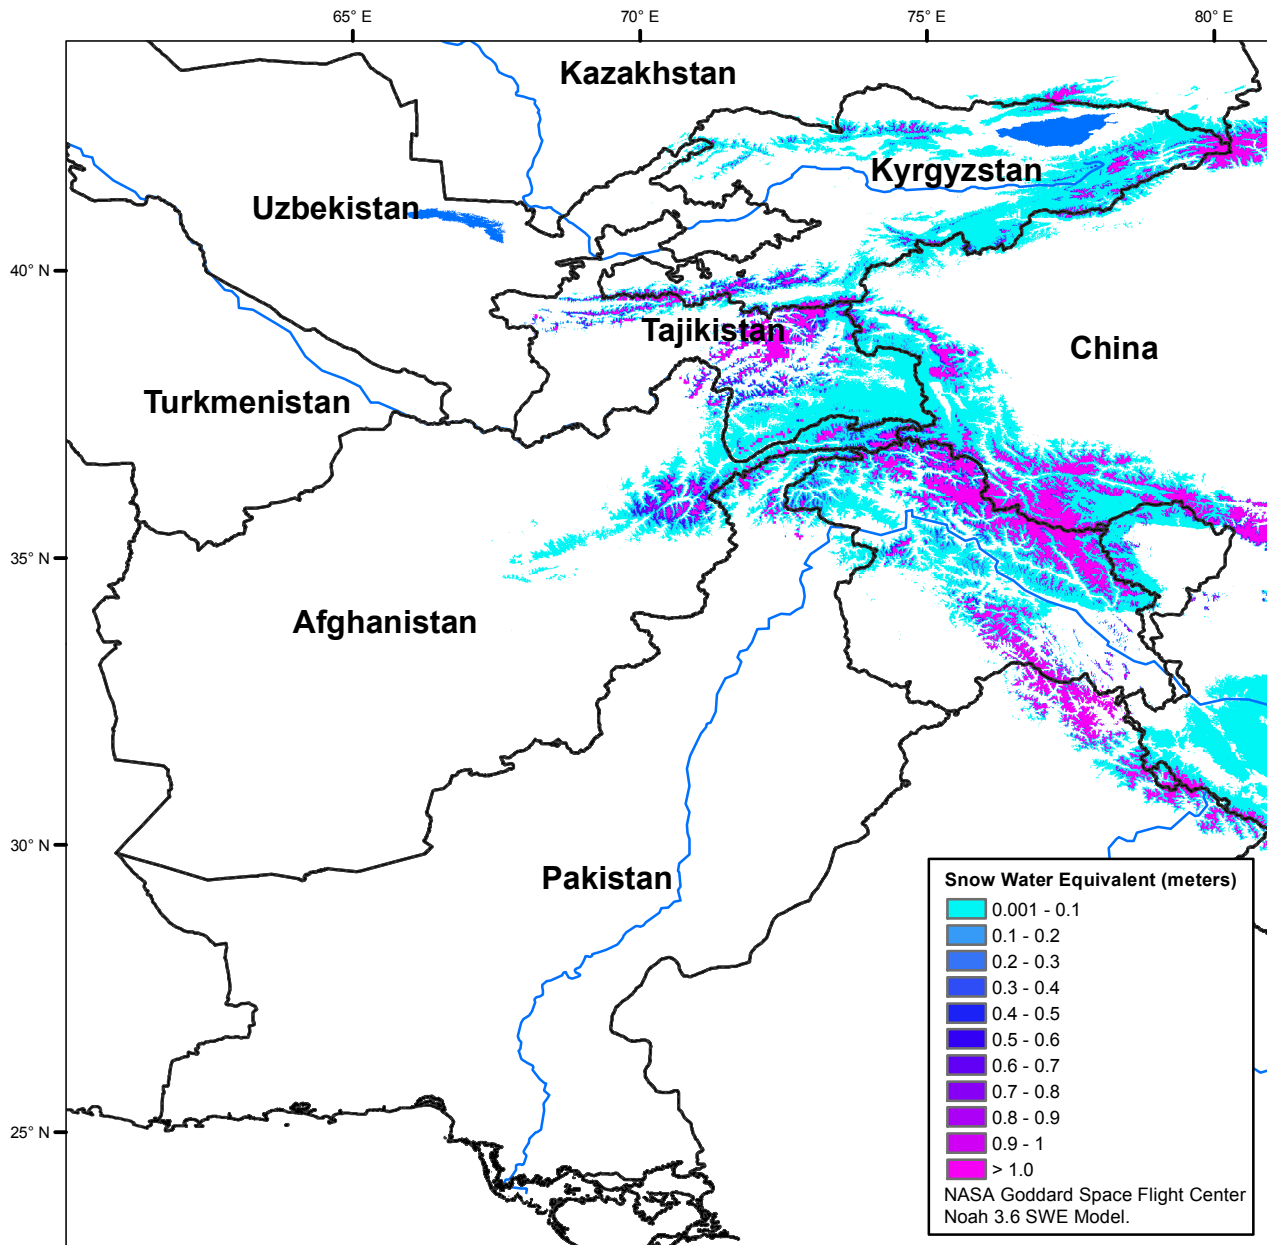 65° E
70° E
75° E
80° E
Kazakhstan
Kyrgyzstan
Uzbekistan
40° N
Tajikistan
China
Turkmenistan
35° N
Afghanistan
30° N
Pakistan
25° N
Snow Water Equivalent (meters)
0.001 - 0.1
0.1 - 0.2
0.2 - 0.3
0.3 - 0.4
0.4 - 0.5
0.5 - 0.6
0.6 - 0.7
0.7 - 0.8
0.8 - 0.9
0.9 - 1
> 1.0
NASA Goddard Space Flight Center
Noah 3.6 SWE Model.